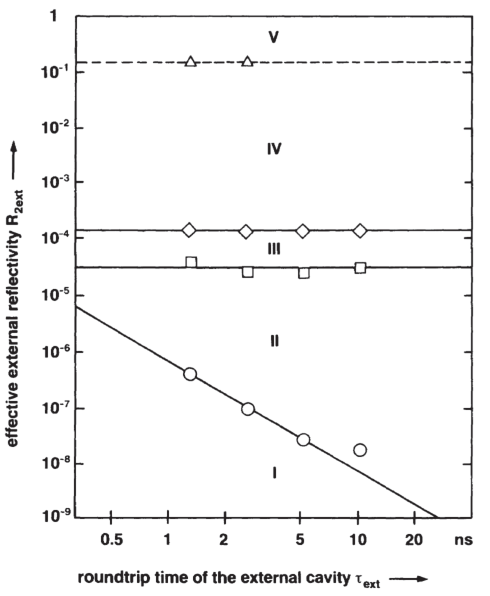 1
V
10⁻¹
10⁻²
IV
10⁻³
10⁻⁴
III
10⁻⁵
II
10⁻⁶
10⁻⁷
10⁻⁸
I
10⁻⁹
0.5 1 2 5 10 20 ns
roundtrip time of the external cavity τext
effective external reflectivity R2ext